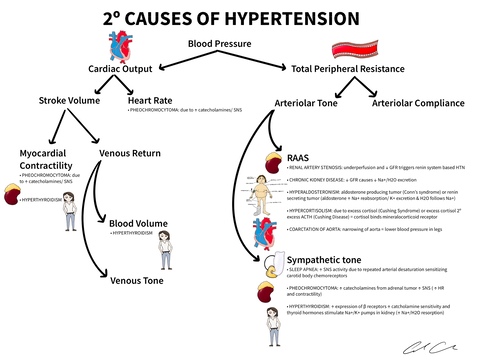 2° CAUSES OF HYPERTENSION
Blood Pressure
Cardiac Output
Total Peripheral Resistance
Stroke Volume
Heart Rate
• PHEOCHROMOCYTOMA: due to + catecholamines/ SNS
Arteriolar Tone
Arteriolar Compliance
Myocardial
Contractility
• PHEOCHROMOCYTOMA: due
to + catecholamines/ SNS
• HYPERTHYROIDISM
Venous Return
Blood Volume
• HYPERTHYROIDISM
Venous Tone
RAAS
• RENAL ARTERY STENOSIS: underperfusion and ↓ GFR triggers renin system based HTN
• CHRONIC KIDNEY DISEASE: ↓ GFR causes ↓ Na+/H2O excretion
• HYPERALDOSTERONISM: aldosterone producing tumor (Conn's syndrome) or renin
secreting tumor (aldosterone = Na+ reabsorption/ K+ excretion & H2O follows Na+)
• HYPERCORTISOLISM: due to excess cortisol (Cushing Syndrome) or excess cortisol 2°
excess ACTH (Cushing Disease) = cortisol binds mineralocorticoid receptor
• COARCTATION OF AORTA: narrowing of aorta = lower blood pressure in legs
Sympathetic tone
• SLEEP APNEA: + SNS activity due to repeated arterial desaturation sensitizing
carotid body chemoreceptors
• PHEOCHROMOCYTOMA: + catecholamines from adrenal tumor = SNS (+ HR
and contractility)
• HYPERTHYROIDISM: + expression of β receptors = catecholamine sensitivity and
thyroid hormones stimulate Na+/K+ pumps in kidney (+ Na+/H2O resorption)